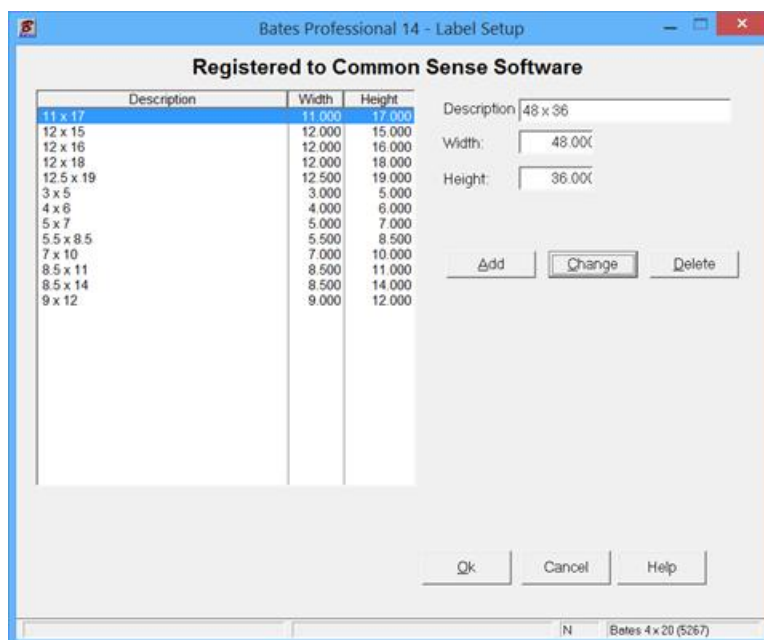 Bates Professional 14 - Label Setup
Registered to Common Sense Software
Description Width Height
11 x 17 11.000 17.000
12 x 15 12.000 15.000
12 x 16 12.000 16.000
12 x 18 12.000 18.000
12.5 x 19 12.500 19.000
3 x 5 3.000 5.000
4 x 6 4.000 6.000
5 x 7 5.000 7.000
5.5 x 8.5 5.500 8.500
7 x 10 7.000 10.000
8.5 x 11 8.500 11.000
8.5 x 14 8.500 14.000
9 x 12 9.000 12.000
Description 48 x 36
Width: 48.000
Height: 36.000
Add Change Delete
Ok Cancel Help
N Bates 4 x 20 (5267)